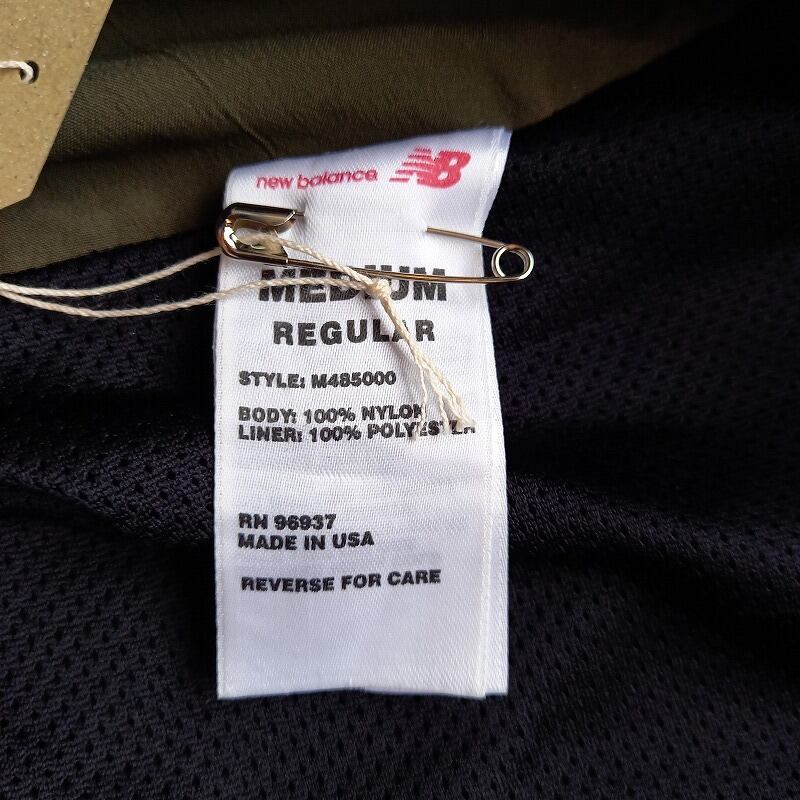 new balance NB
MEDIUM
REGULAR
STYLE: M485000
BODY: 100% NYLON
LINER: 100% POLYESTER
RN 96937
MADE IN USA
REVERSE FOR CARE